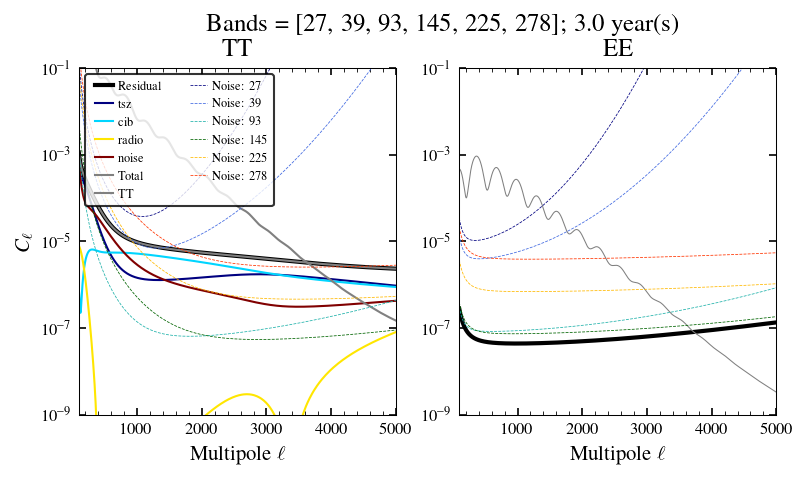 Bands = [27, 39, 93, 145, 225, 278]; 3.0 year(s)
TT
EE
Residual
tsz
cib
radio
noise
Total
TT
Noise: 27
Noise: 39
Noise: 93
Noise: 145
Noise: 225
Noise: 278
C_ℓ
10^{-1}
10^{-3}
10^{-5}
10^{-7}
10^{-9}
1000 2000 3000 4000 5000
Multipole ℓ
10^{-1}
10^{-3}
10^{-5}
10^{-7}
10^{-9}
1000 2000 3000 4000 5000
Multipole ℓ